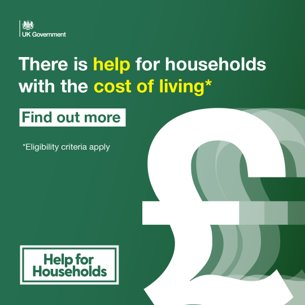 UK Government
There is help for households
with the cost of living*
Find out more
*Eligibility criteria apply
£
Help for
Households